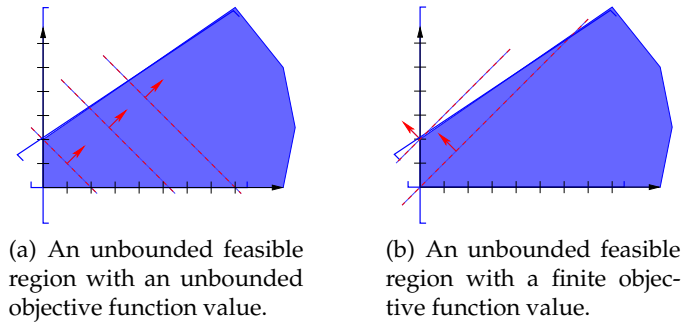 (a) An unbounded feasible
region with an unbounded
objective function value.
(b) An unbounded feasible
region with a finite objec-
tive function value.